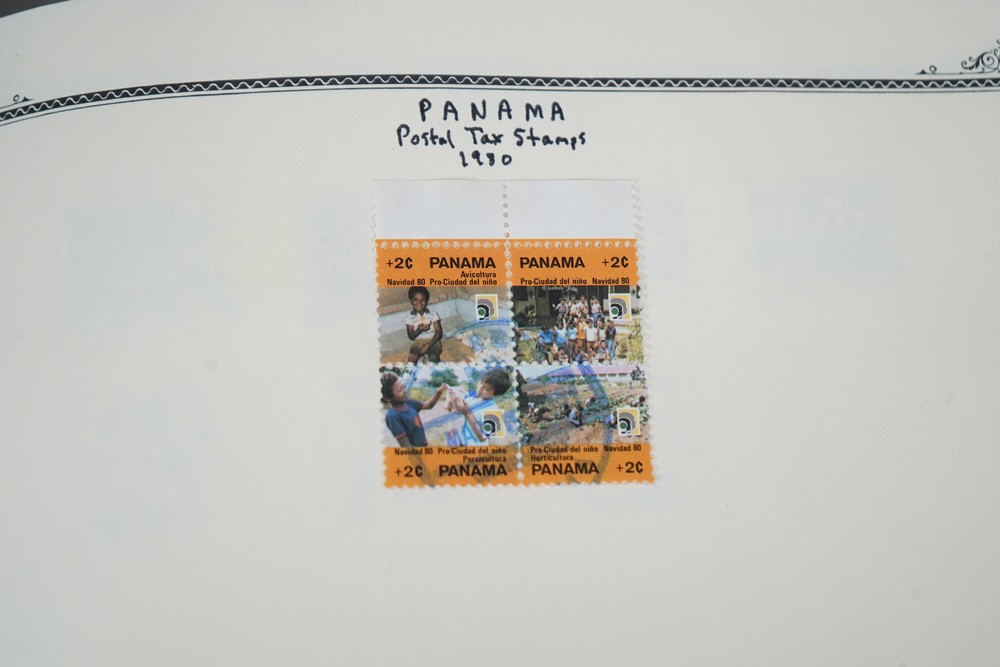 PANAMA
Postal Tax Stamps
1980
+2¢ PANAMA
Avicultura
Navidad 80 Pro-Ciudad del niño
PANAMA +2¢
Pro-Ciudad del niño Navidad 80
Navidad 80 Pro-Ciudad del niño
Porcicultura
+2¢ PANAMA
Pro-Ciudad del niño Navidad 80
Horticultura
PANAMA +2¢